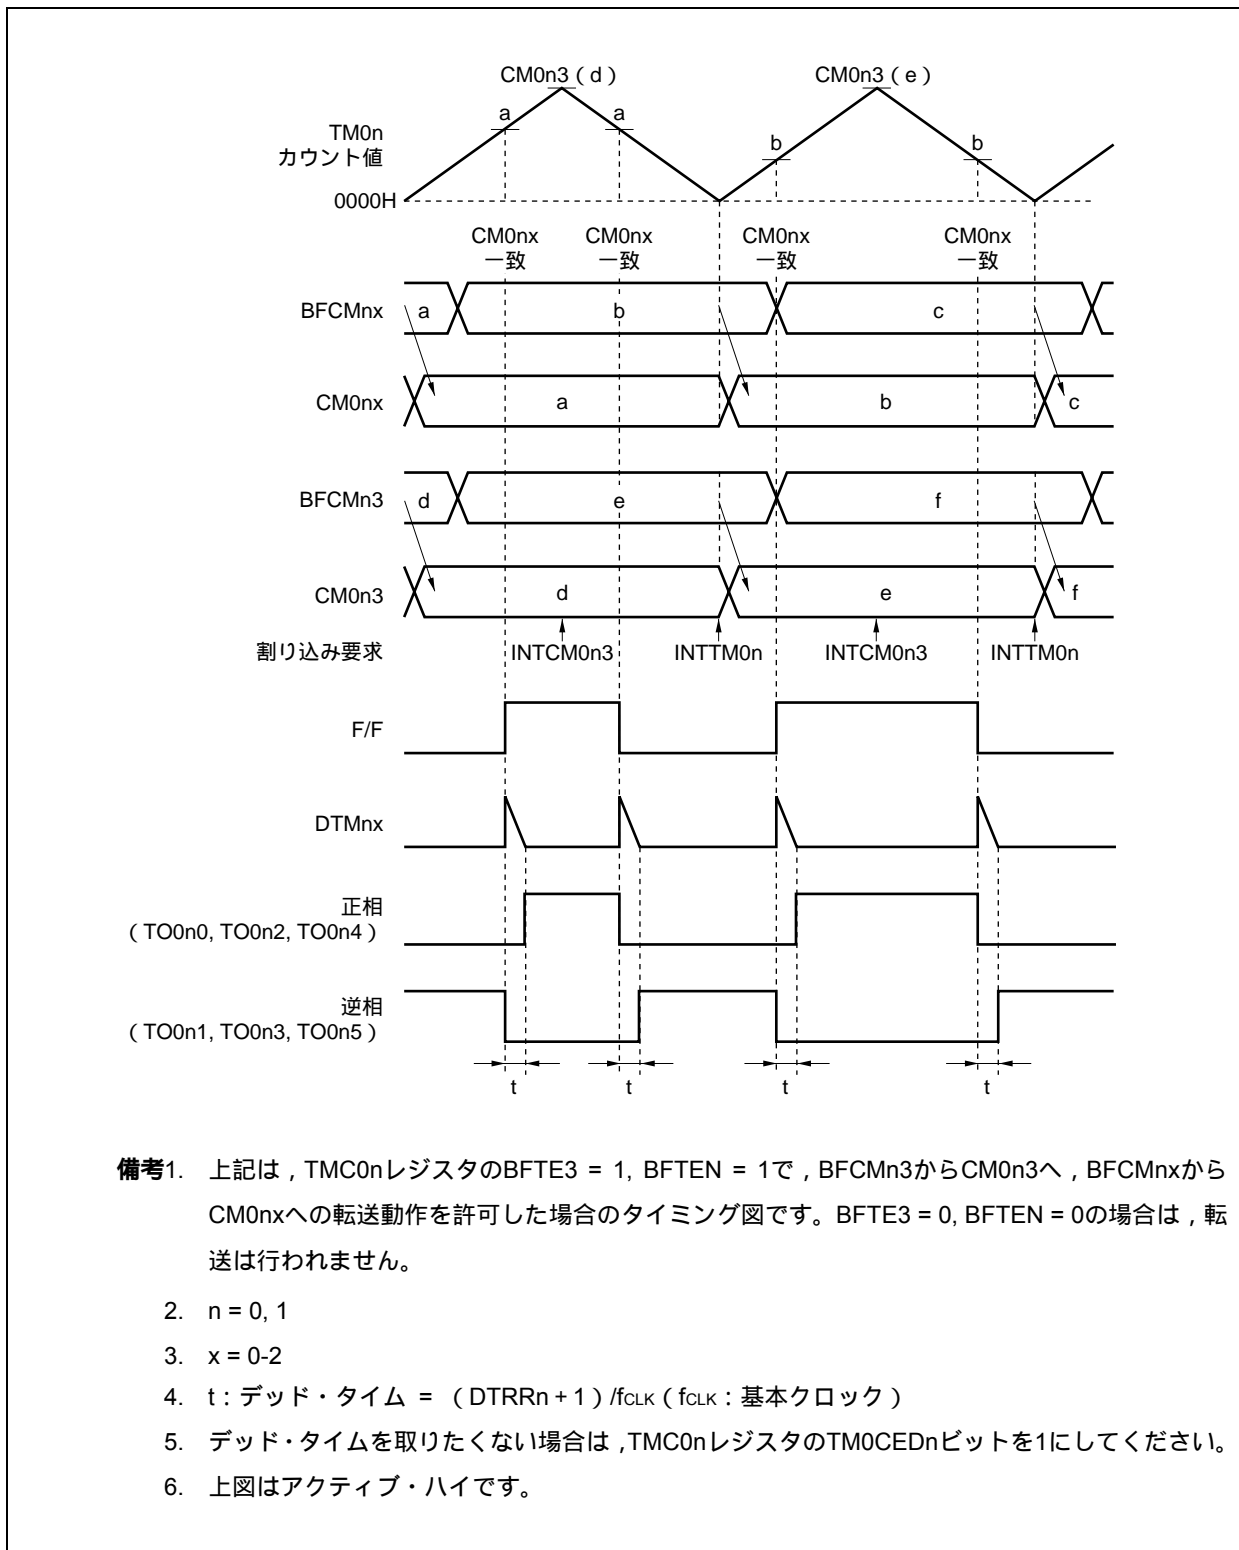 CM0n3（d）
CM0n3（e）
a
a
TM0n
カウント値
b
b
0000H
CM0nx
一致
CM0nx
一致
CM0nx
一致
CM0nx
一致
BFCMnx
a
b
c
CM0nx
a
b
c
BFCMn3
d
e
f
CM0n3
d
e
f
割り込み要求
INTCM0n3
INTTM0n
INTCM0n3
INTTM0n
F/F
DTMnx
正相
（TO0n0, TO0n2, TO0n4）
逆相
（TO0n1, TO0n3, TO0n5）
t
t
t
t
備考1. 上記は，TMC0nレジスタのBFTE3 = 1, BFTEN = 1で，BFCMn3からCM0n3へ，BFCMnxから
CM0nxへの転送動作を許可した場合のタイミング図です。BFTE3 = 0, BFTEN = 0の場合は，転
送は行われません。
2. n = 0, 1
3. x = 0-2
4. t：デッド・タイム = （DTRRn + 1）/fCLK（fCLK：基本クロック）
5. デッド・タイムを取りたくない場合は，TMC0nレジスタのTM0CEDnビットを1にしてください。
6. 上図はアクティブ・ハイです。